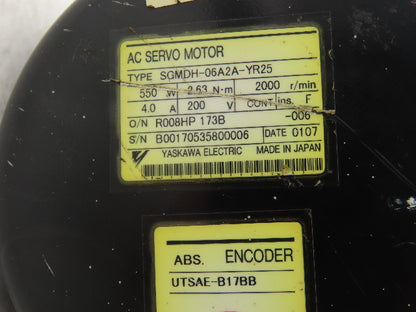 AC SERVO MOTOR
TYPE SGMDH-06A2A-YR25
550 W 2.63 N·m 2000 r/min
4.0 A 200 V CONT. ins. F
O/N R008HP 173B -006
S/N B00170535800006 DATE 0107
YASKAWA ELECTRIC MADE IN JAPAN
ABS. ENCODER
UTSAE-B17BB